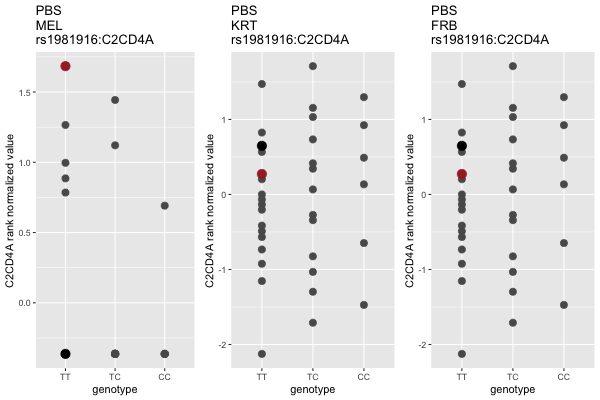 PBS
MEL
rs1981916:C2CD4A
C2CD4A rank normalized value
1.5
1.0
0.5
0.0
TT TC CC
genotype
PBS
KRT
rs1981916:C2CD4A
C2CD4A rank normalized value
1
0
-1
-2
TT TC CC
genotype
PBS
FRB
rs1981916:C2CD4A
C2CD4A rank normalized value
1
0
-1
-2
TT TC CC
genotype